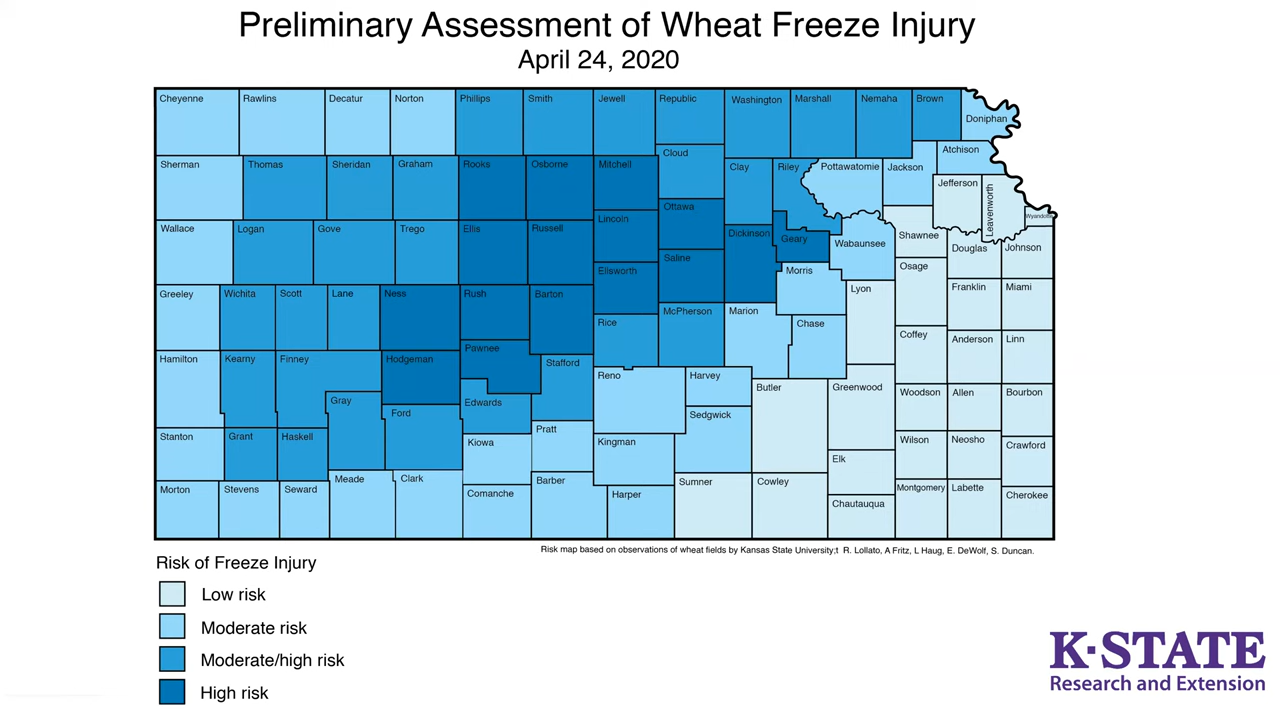 Preliminary Assessment of Wheat Freeze Injury
April 24, 2020
Cheyenne Rawlins Decatur Norton Phillips Smith Jewell Republic Washington Marshall Nemaha Brown
Doniphan
Sherman Thomas Sheridan Graham Rooks Osborne Mitchell Cloud Clay Riley Pottawatomie Jackson Atchison
Jefferson Leavenworth Wyandotte
Wallace Logan Gove Trego Ellis Russell Lincoln Ottawa Dickinson Geary Wabaunsee Shawnee Douglas Johnson
Ellsworth Saline Morris Osage
Greeley Wichita Scott Lane Ness Rush Barton Rice McPherson Marion Chase Lyon Franklin Miami
Hamilton Kearny Finney Hodgeman Pawnee Stafford Coffey Anderson Linn
Gray Ford Edwards Reno Harvey Butler Greenwood Woodson Allen Bourbon
Stanton Grant Haskell Kiowa Pratt Kingman Sedgwick Elk Wilson Neosho Crawford
Morton Stevens Seward Meade Clark Comanche Barber Harper Sumner Cowley Chautauqua Montgomery Labette Cherokee
Risk map based on observations of wheat fields by Kansas State University;t R. Lollato, A Fritz, L Haug, E. DeWolf, S. Duncan.
Risk of Freeze Injury
Low risk
Moderate risk
Moderate/high risk
High risk
K-STATE
Research and Extension